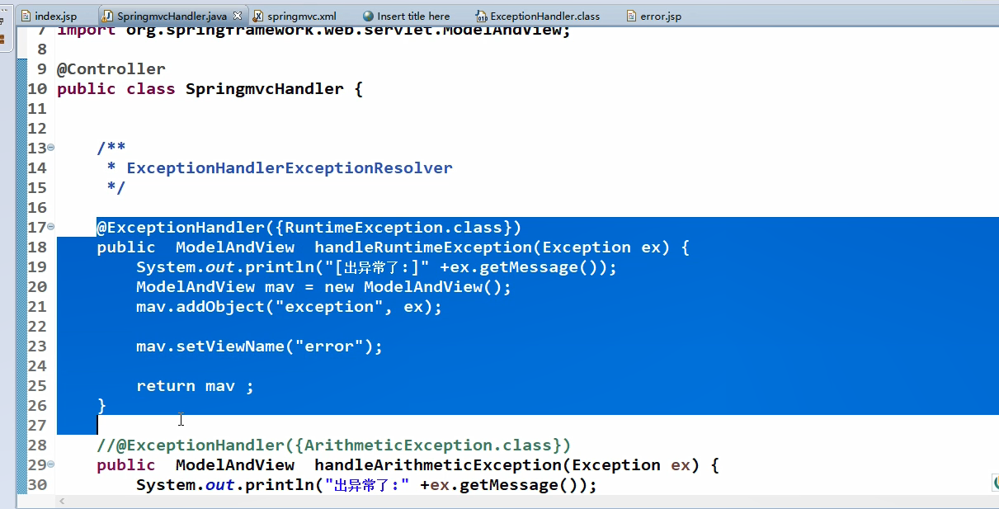 index.jsp SpringmvcHandler.java springmvc.xml Insert title here ExceptionHandler.class error.jsp
7 import org.springframework.web.servlet.ModelAndView;
8
9 @Controller
10 public class SpringmvcHandler {
11
12
13 /**
14 * ExceptionHandlerExceptionResolver
15 */
16
17 @ExceptionHandler({RuntimeException.class})
18 public ModelAndView handleRuntimeException(Exception ex) {
19 System.out.println("[出异常了:]" +ex.getMessage());
20 ModelAndView mav = new ModelAndView();
21 mav.addObject("exception", ex);
22
23 mav.setViewName("error");
24
25 return mav ;
26 }
27
28 //@ExceptionHandler({ArithmeticException.class})
29 public ModelAndView handleArithmeticException(Exception ex) {
30 System.out.println("出异常了:" +ex.getMessage());